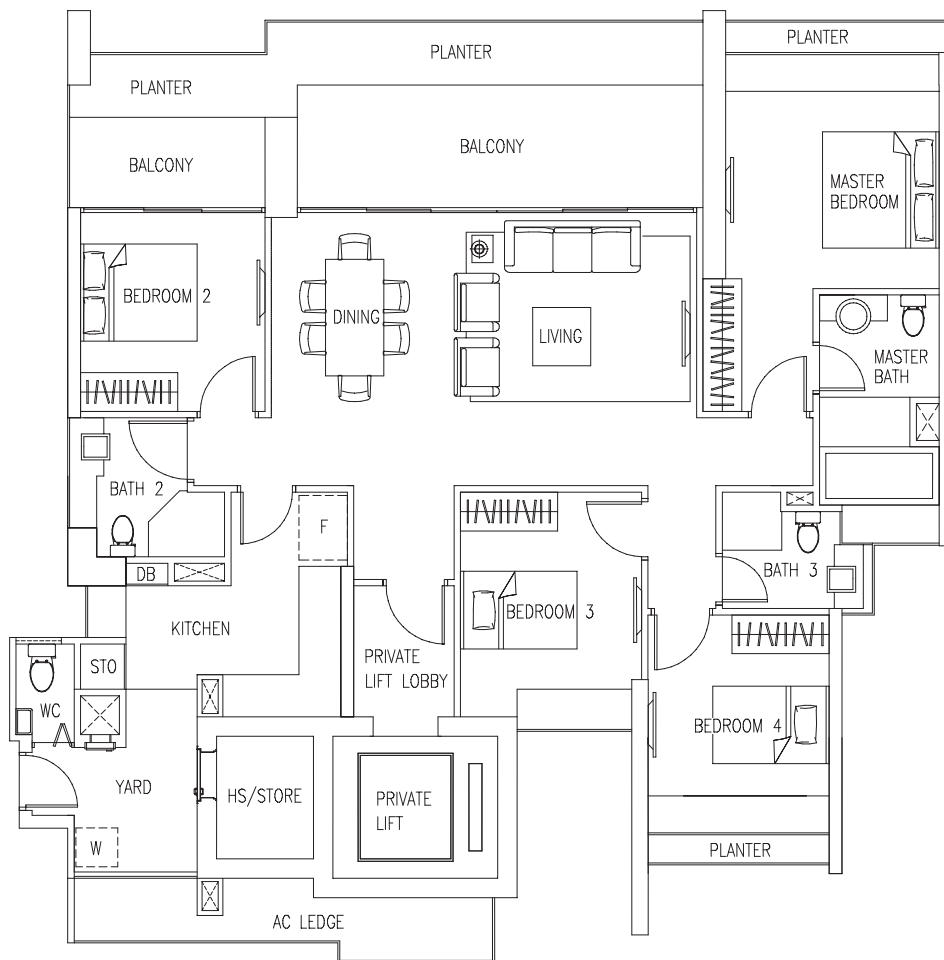 PLANTER
PLANTER
PLANTER
BALCONY
BALCONY
MASTER
BEDROOM
BEDROOM 2
DINING
LIVING
MASTER
BATH
BATH 2
F
DB
BATH 3
BEDROOM 3
KITCHEN
PRIVATE
LIFT LOBBY
STO
WC
BEDROOM 4
YARD
HS/STORE
PRIVATE
LIFT
W
PLANTER
AC LEDGE